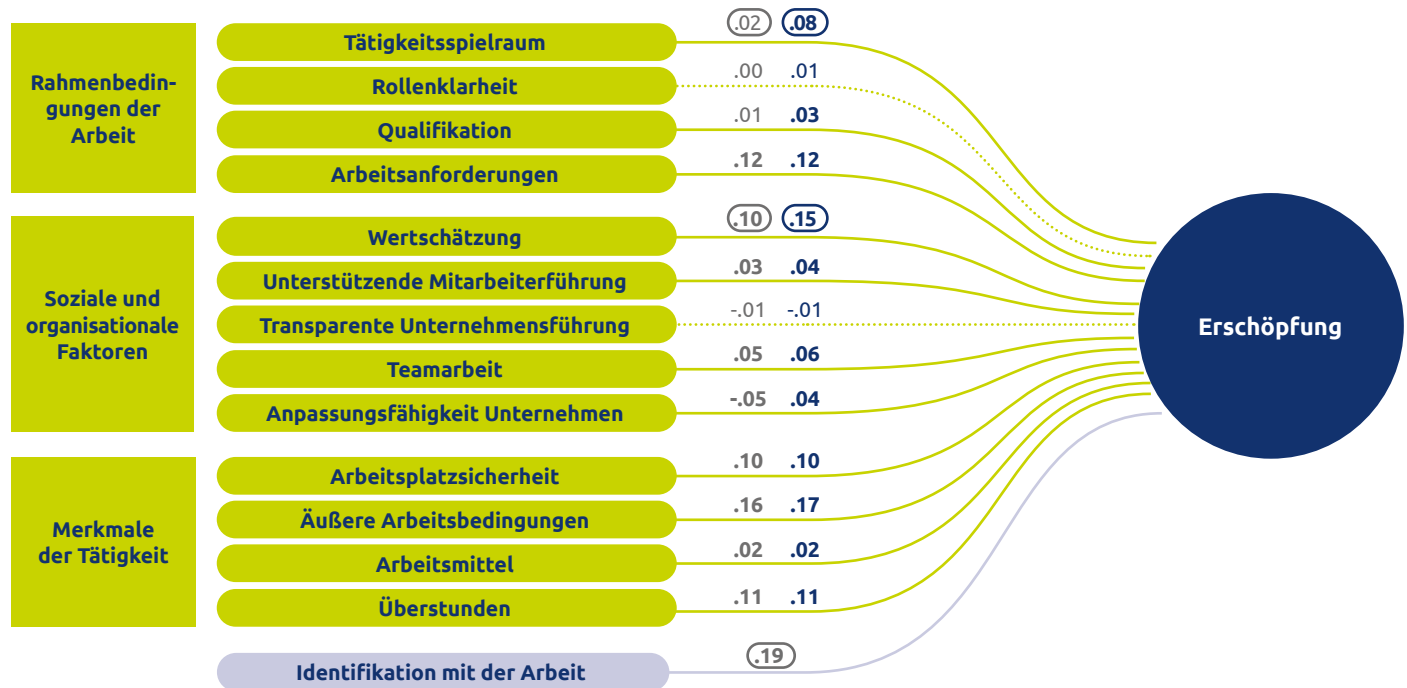 Rahmenbedin-
gungen der
Arbeit
Tätigkeitsspielraum .02 .08
Rollenklarheit .00 .01
Qualifikation .01 .03
Arbeitsanforderungen .12 .12
Soziale und
organisationale
Faktoren
Wertschätzung .10 .15
Unterstützende Mitarbeiterführung .03 .04
Transparente Unternehmensführung -.01 -.01
Teamarbeit .05 .06
Anpassungsfähigkeit Unternehmen -.05 .04
Merkmale
der Tätigkeit
Arbeitsplatzsicherheit .10 .10
Äußere Arbeitsbedingungen .16 .17
Arbeitsmittel .02 .02
Überstunden .11 .11
Identifikation mit der Arbeit .19
Erschöpfung